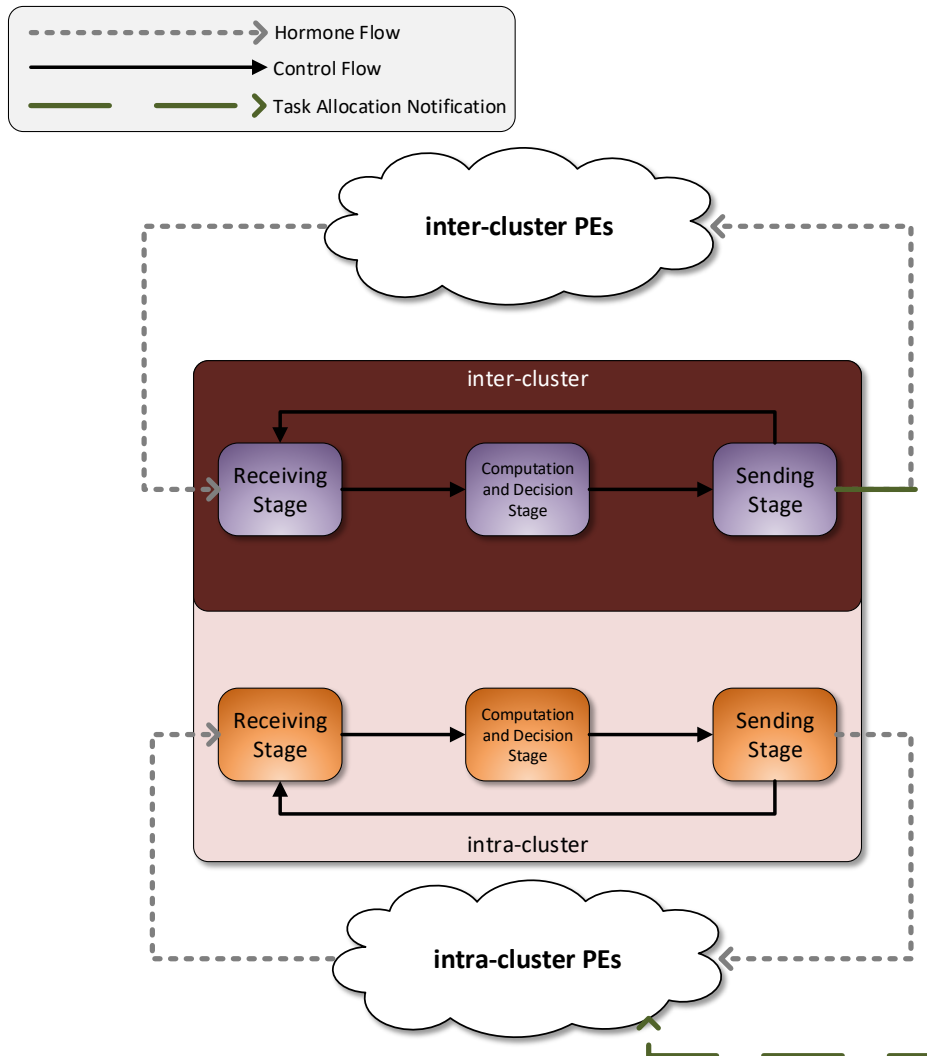 Hormone Flow
Control Flow
Task Allocation Notification
inter-cluster PEs
inter-cluster
Receiving
Stage
Computation
and Decision
Stage
Sending
Stage
Receiving
Stage
Computation
and Decision
Stage
Sending
Stage
intra-cluster
intra-cluster PEs